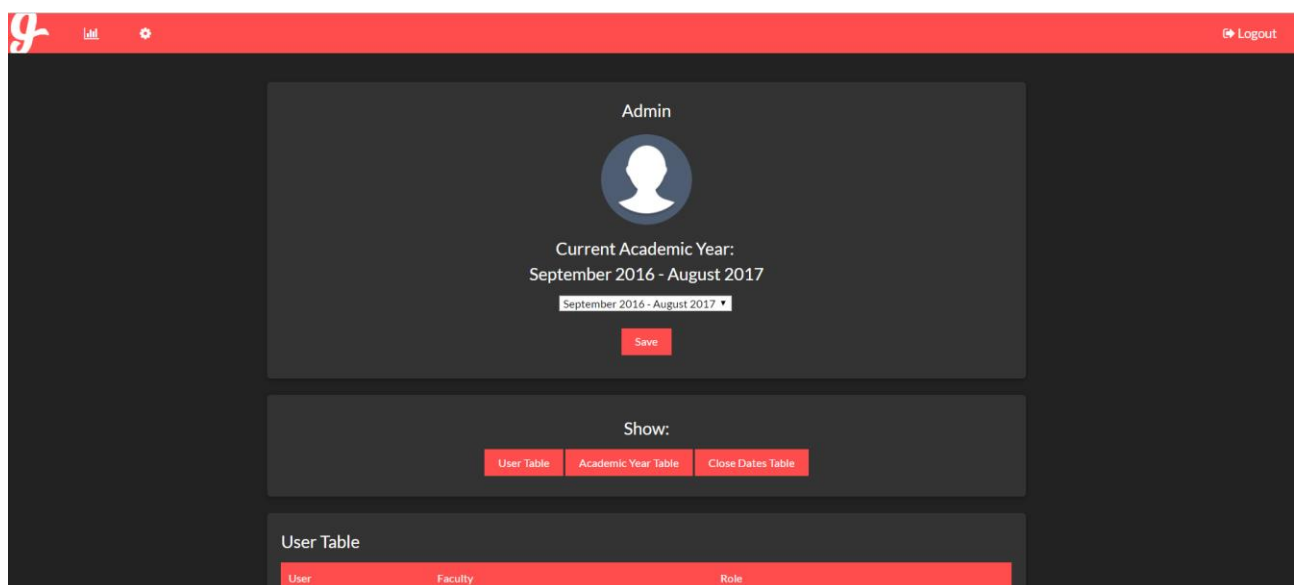 g
Logout
Admin
Current Academic Year:
September 2016 - August 2017
September 2016 - August 2017
Save
Show:
User Table Academic Year Table Close Dates Table
User Table
User Faculty Role